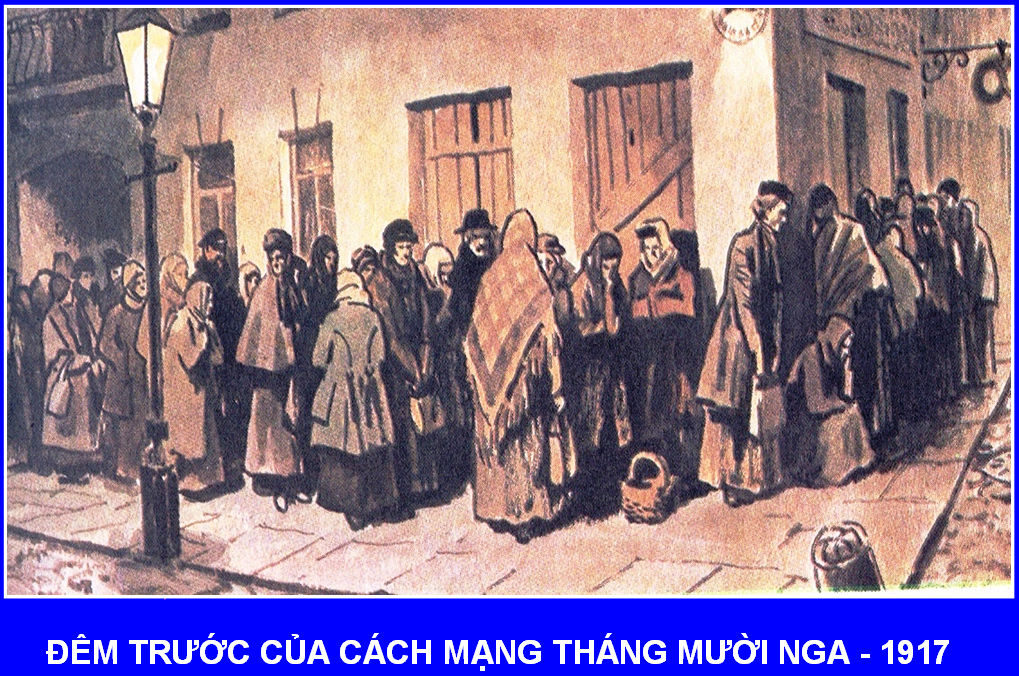 ĐÊM TRƯỚC CỦA CÁCH MẠNG THÁNG MƯỜI NGA - 1917